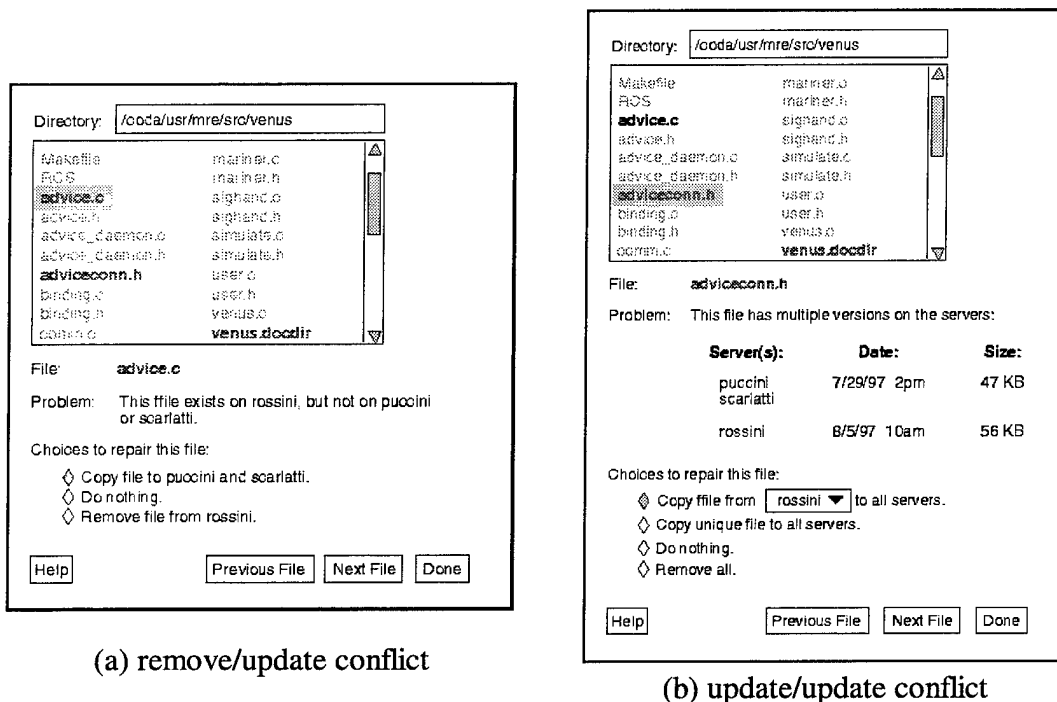 Directory: /coda/usr/mre/src/venus
Makefile mariner.c
RCS mariner.h
advice.c sighand.c
advice.h sighand.h
advice_daemon.c simulate.c
advice_daemon.h simulate.h
adviceconn.h user.c
binding.c user.h
binding.h venus.c
comm.c venus.docdir
File: advice.c
Problem: This ffile exists on rossini, but not on puccini
or scarlatti.
Choices to repair this file:
Copy file to puccini and scarlatti.
Do nothing.
Remove file from rossini.
Help Previous File Next File Done
(a) remove/update conflict
Directory: /coda/usr/mre/src/venus
Makefile mariner.c
RCS mariner.h
advice.c sighand.c
advice.h sighand.h
advice_daemon.c simulate.c
advice_daemon.h simulate.h
adviceconn.h user.c
binding.c user.h
binding.h venus.c
comm.c venus.docdir
File: adviceconn.h
Problem: This file has multiple versions on the servers:
Server(s): Date: Size:
puccini 7/29/97 2pm 47 KB
scarlatti
rossini 8/5/97 10am 56 KB
Choices to repair this file:
Copy ffile from rossini to all servers.
Copy unique file to all servers.
Do nothing.
Remove all.
Help Previous File Next File Done
(b) update/update conflict